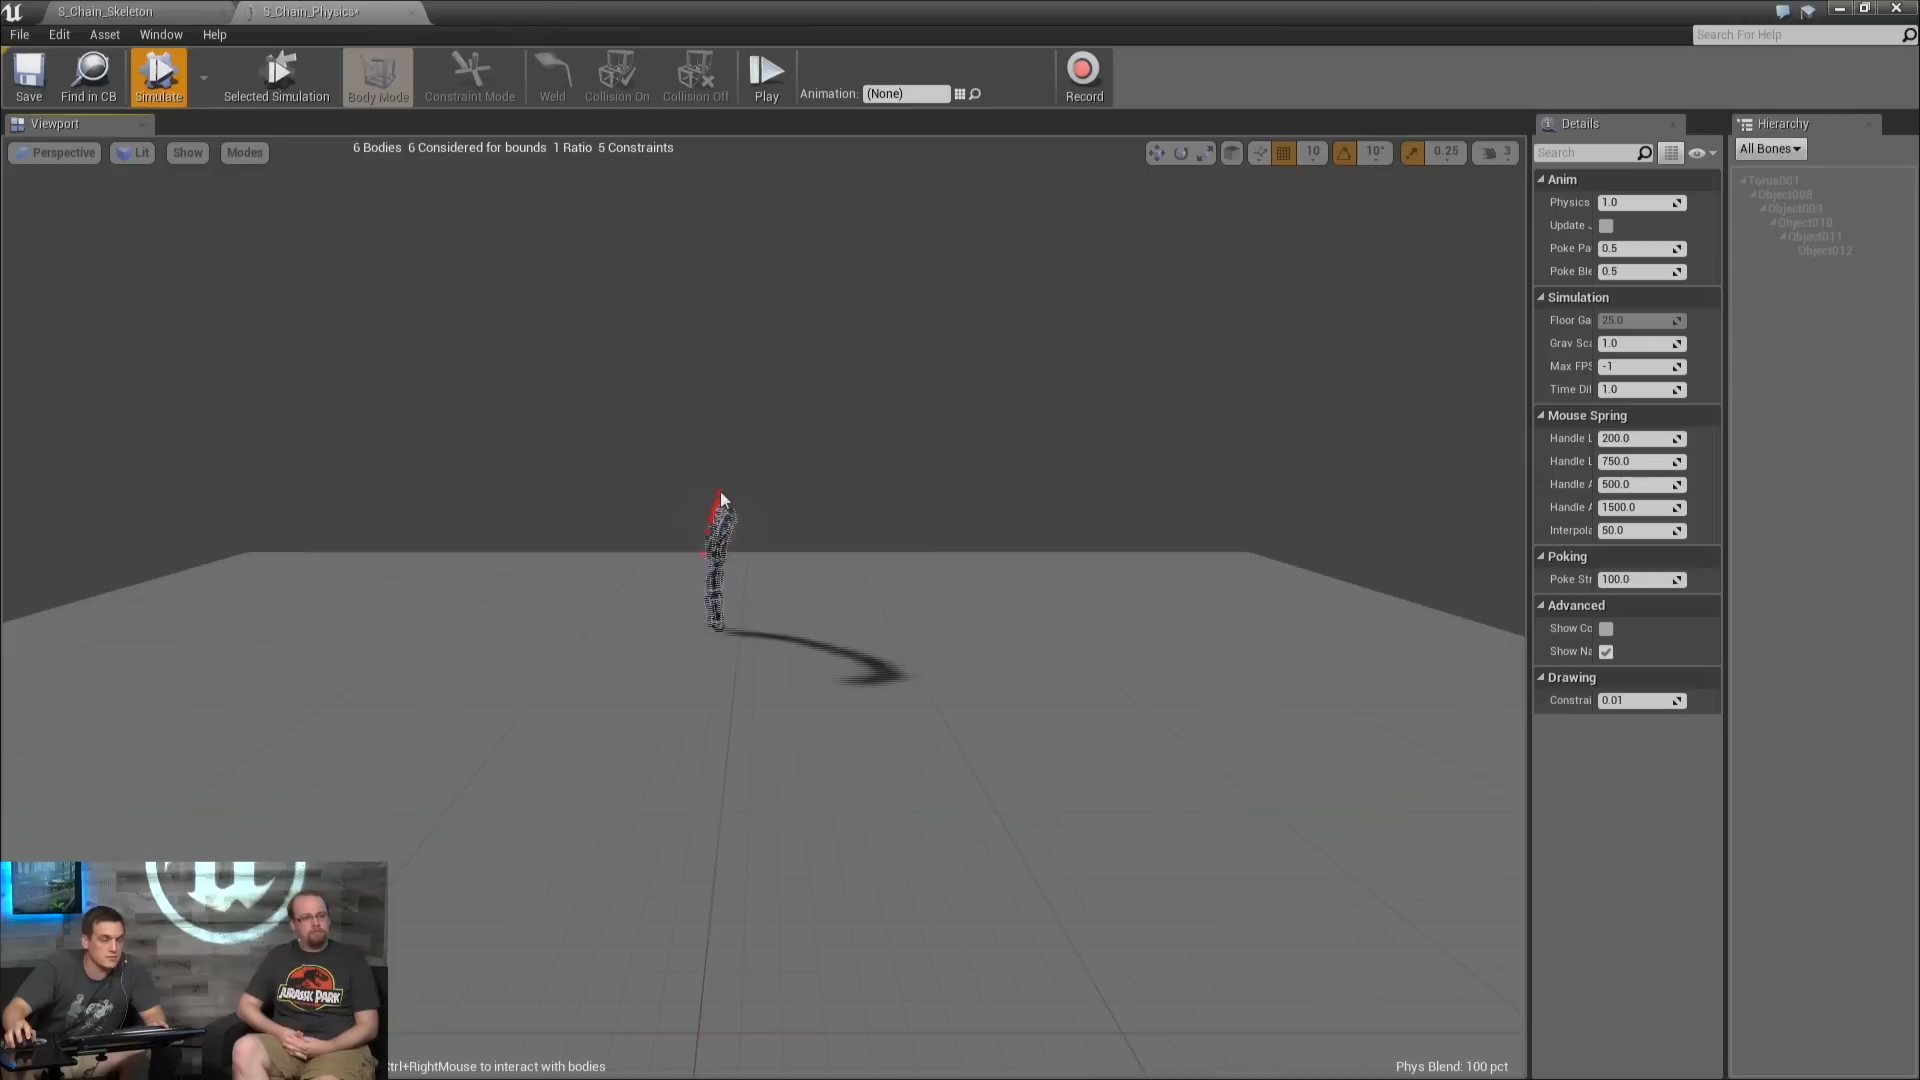 S_Chain_Skeleton
S_Chain_Physics*
File Edit Asset Window Help
Search For Help
Save
Find in CB
Simulate
Selected Simulation
Body Mode
Constraint Mode
Weld
Collision On
Collision Off
Play
Animation: (None)
Record
Viewport
Perspective
Lit
Show
Modes
6 Bodies 6 Considered for bounds 1 Ratio 5 Constraints
10
10°
0.25
3
Details
Search
Anim
Physics 1.0
Update
Poke Pa 0.5
Poke Ble 0.5
Simulation
Floor Ga 25.0
Grav Sca 1.0
Max FPS -1
Time Dil 1.0
Mouse Spring
Handle L 200.0
Handle L 750.0
Handle A 500.0
Handle A 1500.0
Interpola 50.0
Poking
Poke Str 100.0
Advanced
Show Co
Show Na
Drawing
Constrai 0.01
Hierarchy
All Bones
Torus001
Object008
Object009
Object010
Object011
Object012
JURASSIC PARK
trl+RightMouse to interact with bodies
Phys Blend: 100 pct